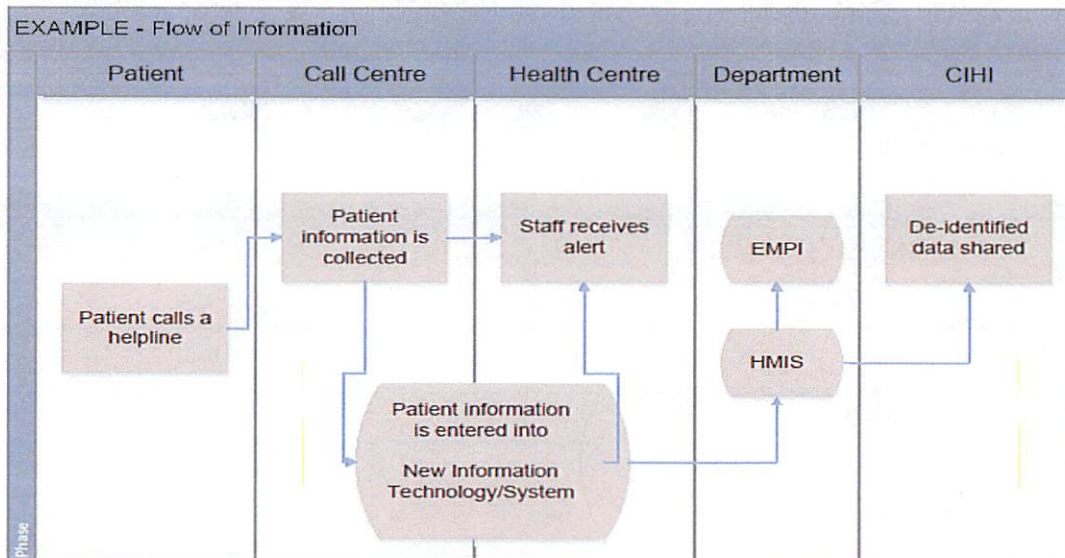 EXAMPLE - Flow of Information
Patient
Call Centre
Health Centre
Department
CIHI
Patient calls a
helpline
Patient
information is
collected
Staff receives
alert
EMPI
De-identified
data shared
HMIS
Patient information
is entered into
New Information
Technology/System
Phase